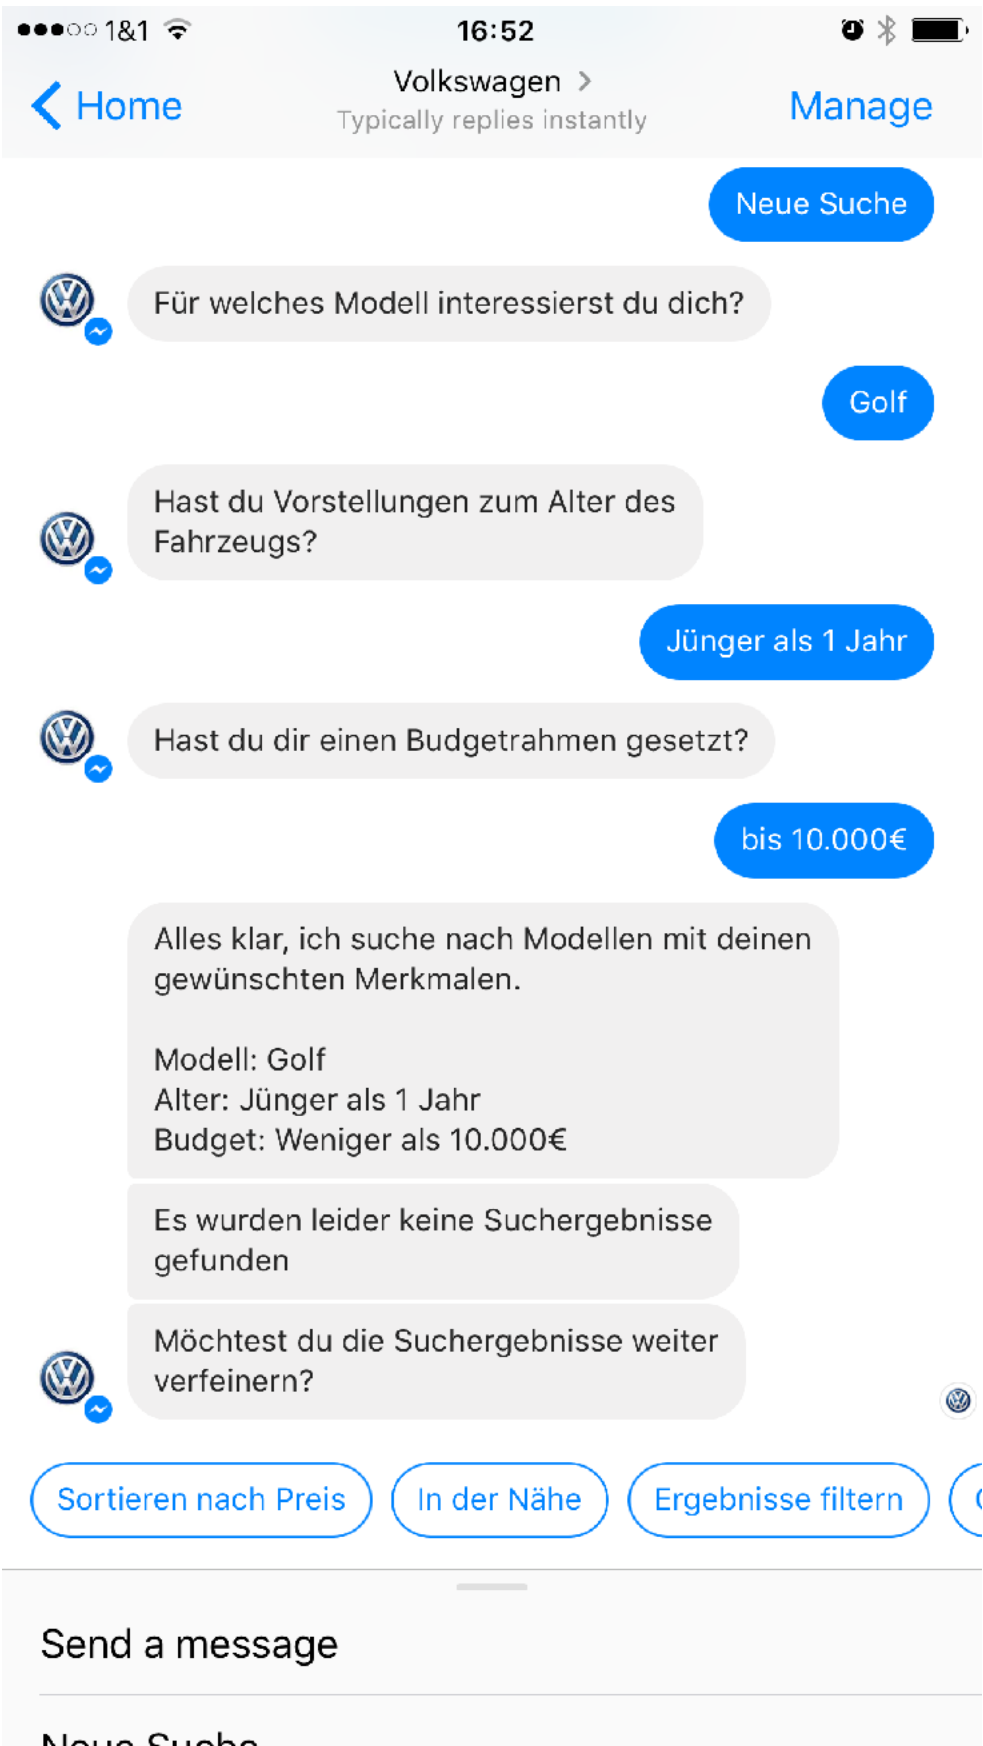 1&1
16:52
Home
Volkswagen
Typically replies instantly
Manage
Neue Suche
Für welches Modell interessierst du dich?
Golf
Hast du Vorstellungen zum Alter des
Fahrzeugs?
Jünger als 1 Jahr
Hast du dir einen Budgetrahmen gesetzt?
bis 10.000€
Alles klar, ich suche nach Modellen mit deinen
gewünschten Merkmalen.
Modell: Golf
Alter: Jünger als 1 Jahr
Budget: Weniger als 10.000€
Es wurden leider keine Suchergebnisse
gefunden
Möchtest du die Suchergebnisse weiter
verfeinern?
Sortieren nach Preis
In der Nähe
Ergebnisse filtern
Send a message
Neue Suche